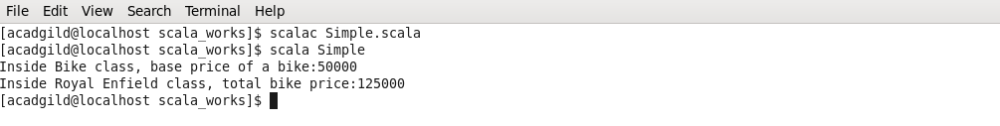 File Edit View Search Terminal Help
[acadgild@localhost scala_works]$ scalac Simple.scala
[acadgild@localhost scala_works]$ scala Simple
Inside Bike class, base price of a bike:50000
Inside Royal Enfield class, total bike price:125000
[acadgild@localhost scala_works]$